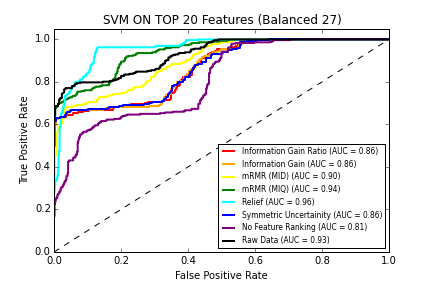 SVM ON TOP 20 Features (Balanced 27)
True Positive Rate
1.0
0.8
0.6
0.4
0.2
0.0
Information Gain Ratio (AUC = 0.86)
Information Gain (AUC = 0.86)
mRMR (MID) (AUC = 0.90)
mRMR (MIQ) (AUC = 0.94)
Relief (AUC = 0.96)
Symmetric Uncertainity (AUC = 0.86)
No Feature Ranking (AUC = 0.81)
Raw Data (AUC = 0.93)
0.0 0.2 0.4 0.6 0.8 1.0
False Positive Rate